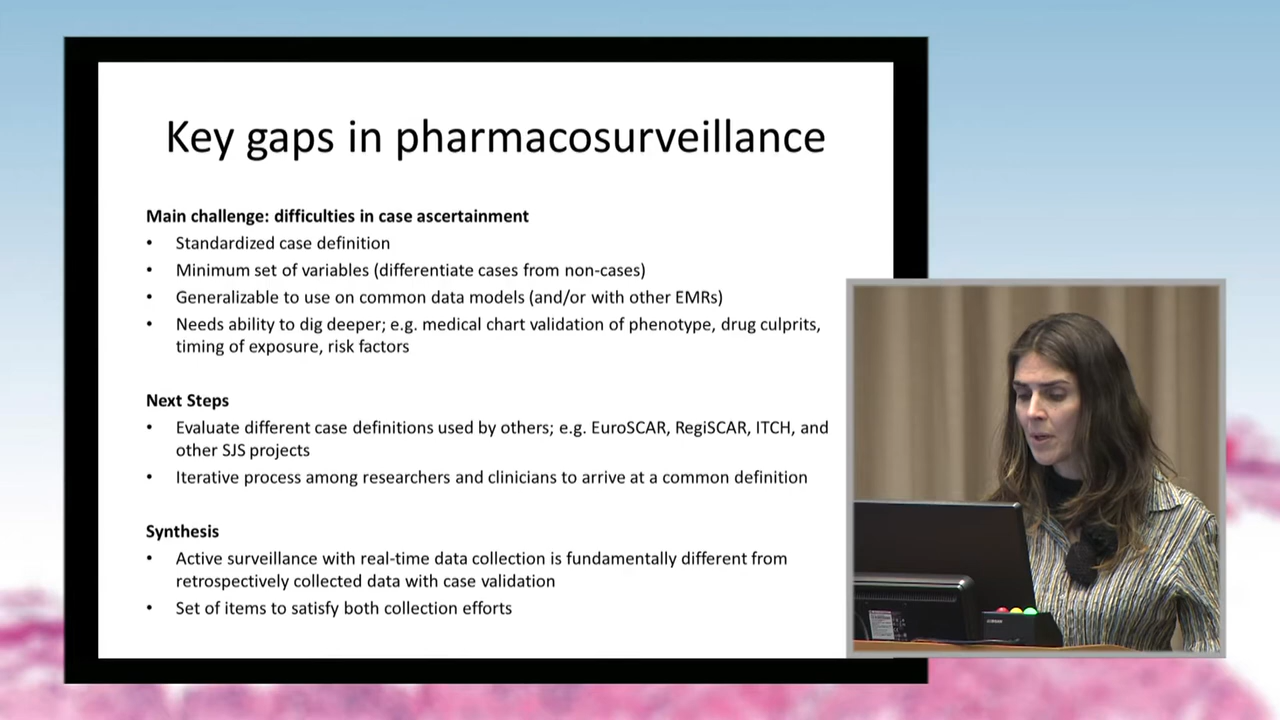 Key gaps in pharmacosurveillance
Main challenge: difficulties in case ascertainment
• Standardized case definition
• Minimum set of variables (differentiate cases from non-cases)
• Generalizable to use on common data models (and/or with other EMRs)
• Needs ability to dig deeper; e.g. medical chart validation of phenotype, drug culprits,
timing of exposure, risk factors
Next Steps
• Evaluate different case definitions used by others; e.g. EuroSCAR, RegiSCAR, ITCH, and
other SJS projects
• Iterative process among researchers and clinicians to arrive at a common definition
Synthesis
• Active surveillance with real-time data collection is fundamentally different from
retrospectively collected data with case validation
• Set of items to satisfy both collection efforts